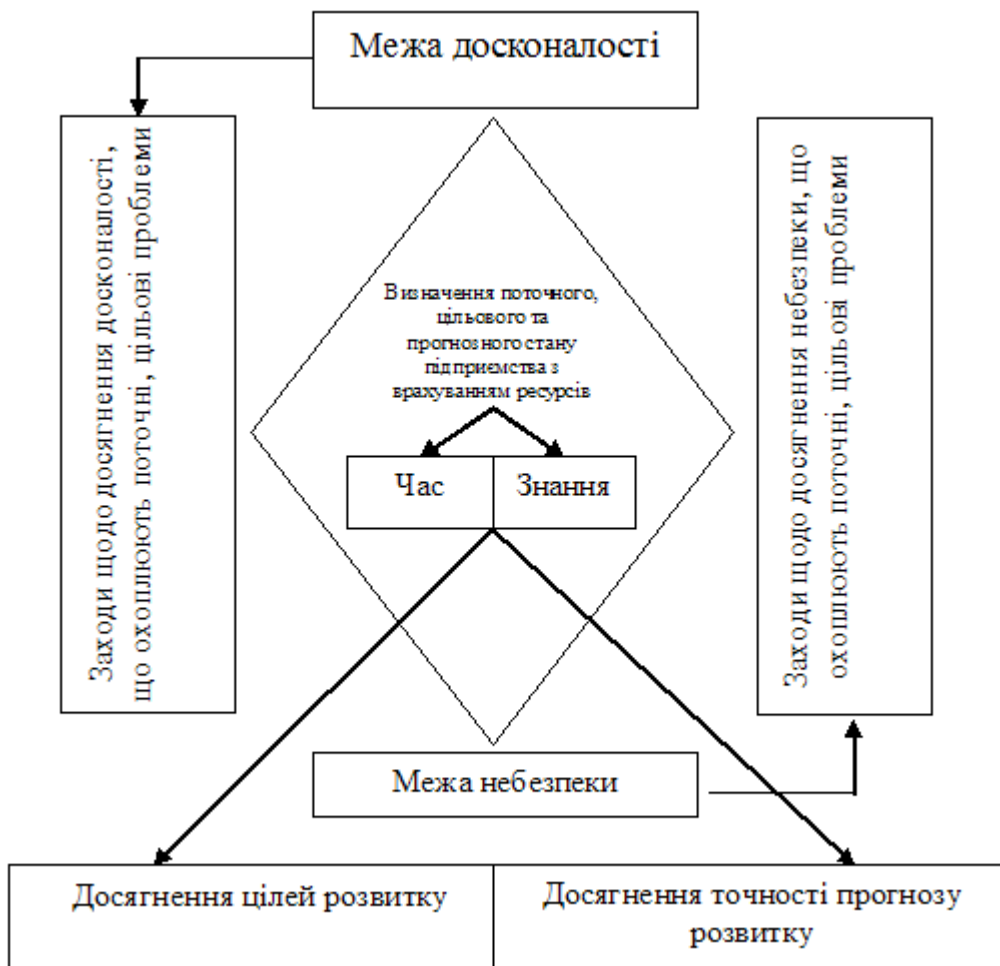 Межа досконалості
Заходи щодо досягнення досконалості,
що охоплюють поточні, цільові проблеми
Визначення поточного,
цільового та
прогнозного стану
підприємства з
врахуванням ресурсів
Час
Знання
Заходи щодо досягнення небезпеки, що
охоплюють поточні, цільові проблеми
Межа небезпеки
Досягнення цілей розвитку
Досягнення точності прогнозу
розвитку